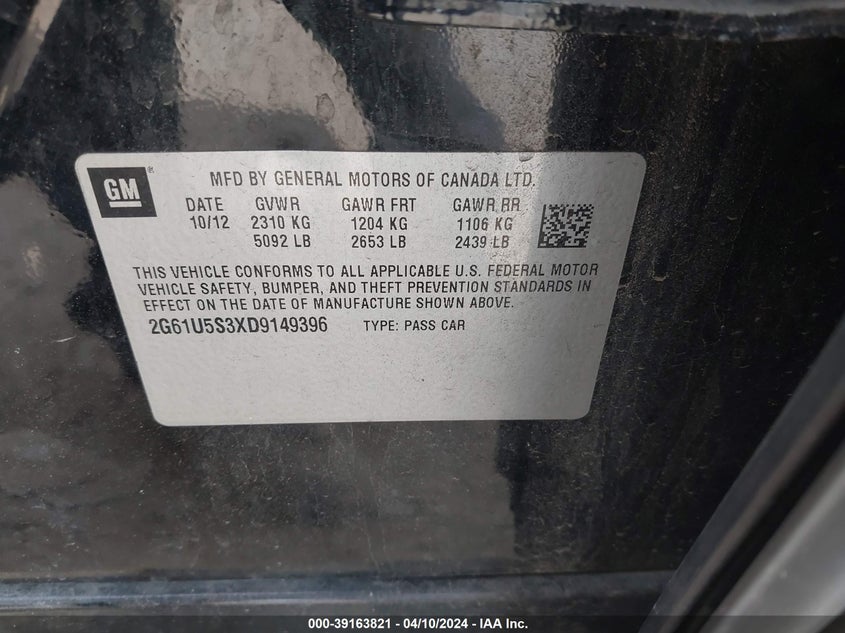 GM
MFD BY GENERAL MOTORS OF CANADA LTD.
DATE GVWR GAWR FRT GAWR RR
10/12 2310 KG 1204 KG 1106 KG
5092 LB 2653 LB 2439 LB
THIS VEHICLE CONFORMS TO ALL APPLICABLE U.S. FEDERAL MOTOR
VEHICLE SAFETY, BUMPER, AND THEFT PREVENTION STANDARDS IN
EFFECT ON THE DATE OF MANUFACTURE SHOWN ABOVE.
2G61U5S3XD9149396 TYPE: PASS CAR
000-39163821 / 04/10/2024 - IAA Inc.